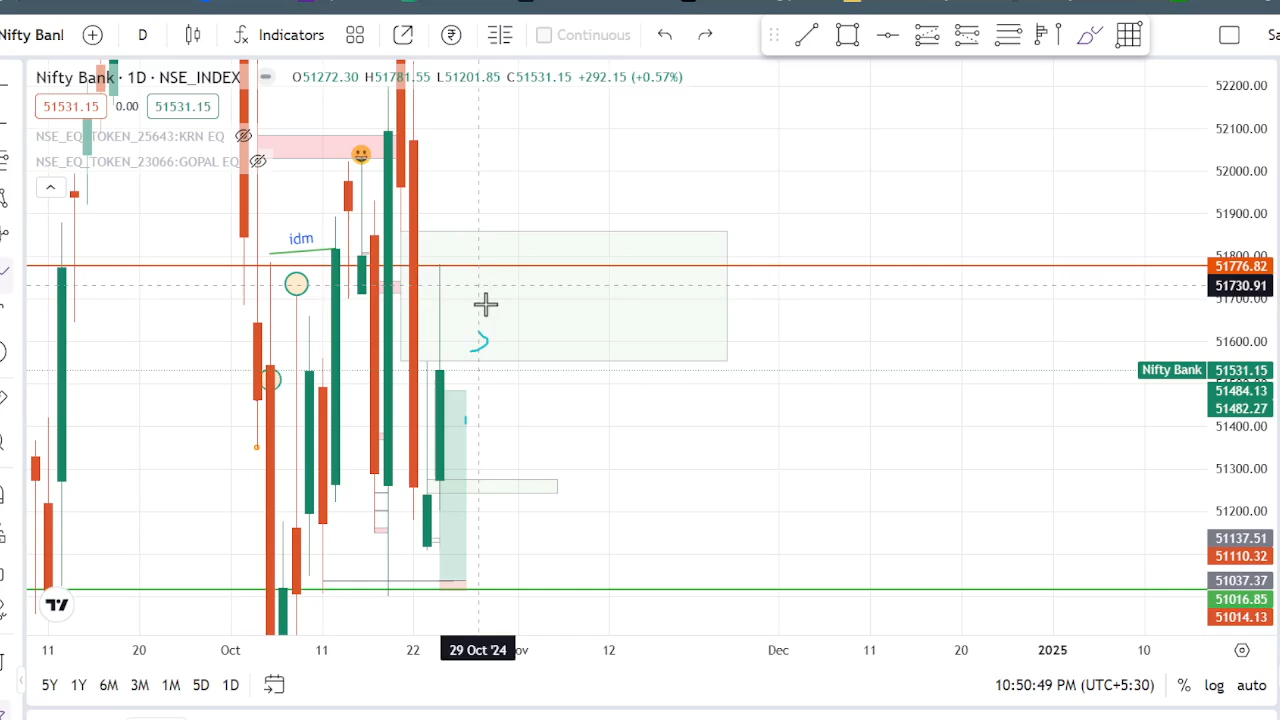 Nifty Banl D Indicators Continuous Sa
Nifty Bank · 1D · NSE_INDEX O51272.30 H51781.55 L51201.85 C51531.15 +292.15 (+0.57%)
51531.15 0.00 51531.15
NSE_EQ_TOKEN_25643:KRN EQ
NSE_EQ_TOKEN_23066:GOPAL EQ
idm
52200.00
52100.00
52000.00
51900.00
51800.00
51776.82
51730.91
51700.00
51600.00
Nifty Bank 51531.15
51484.13
51482.27
51400.00
51300.00
51200.00
51137.51
51110.32
51037.37
51016.85
51014.13
11 20 Oct 11 22 29 Oct '24 ov 12 Dec 11 20 2025 10
5Y 1Y 6M 3M 1M 5D 1D 10:50:49 PM (UTC+5:30) % log auto